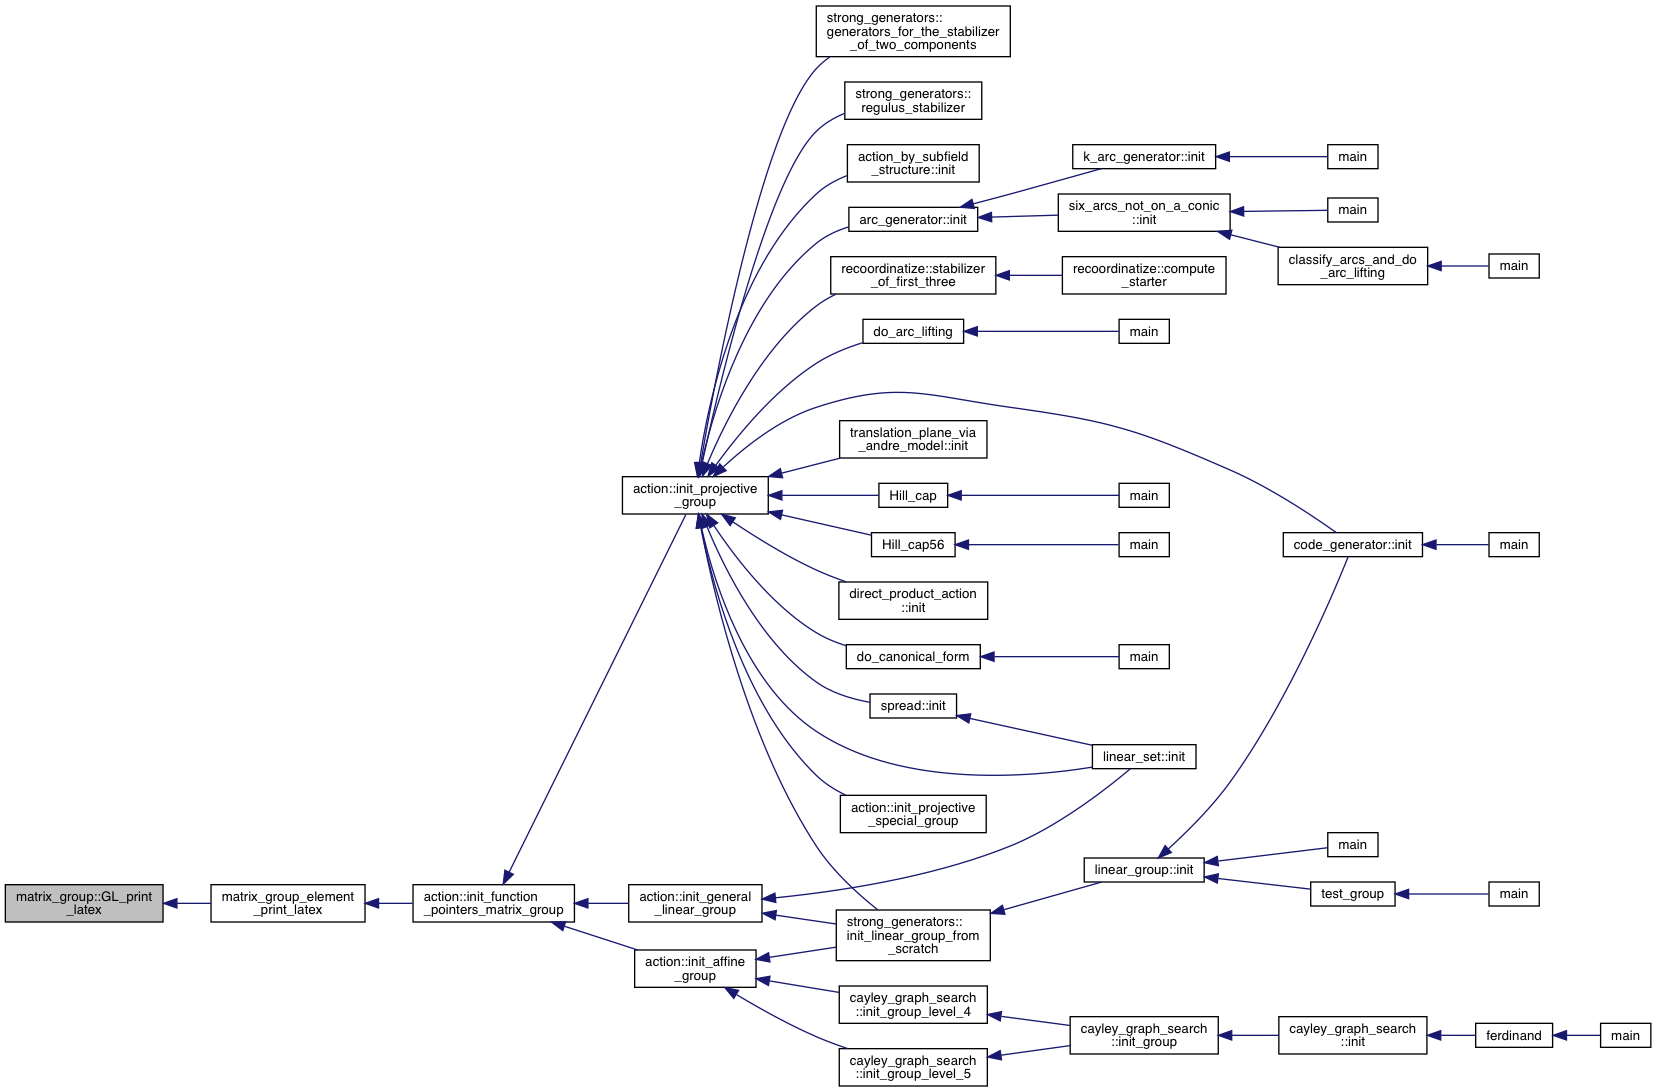 strong_generators::
generators_for_the_stabilizer
_of_two_components
strong_generators::
regulus_stabilizer
action_by_subfield
_structure::init
k_arc_generator::init
main
arc_generator::init
six_arcs_not_on_a_conic
::init
main
classify_arcs_and_do
_arc_lifting
main
recoordinatize::stabilizer
_of_first_three
recoordinatize::compute
_starter
do_arc_lifting
main
translation_plane_via
_andre_model::init
action::init_projective
_group
Hill_cap
main
Hill_cap56
main
code_generator::init
main
direct_product_action
::init
do_canonical_form
main
spread::init
linear_set::init
action::init_projective
_special_group
main
linear_group::init
test_group
main
matrix_group::GL_print
_latex
matrix_group_element
_print_latex
action::init_function
_pointers_matrix_group
action::init_general
_linear_group
strong_generators::
init_linear_group_from
_scratch
action::init_affine
_group
cayley_graph_search
::init_group_level_4
cayley_graph_search
::init_group
cayley_graph_search
::init
ferdinand
main
cayley_graph_search
::init_group_level_5